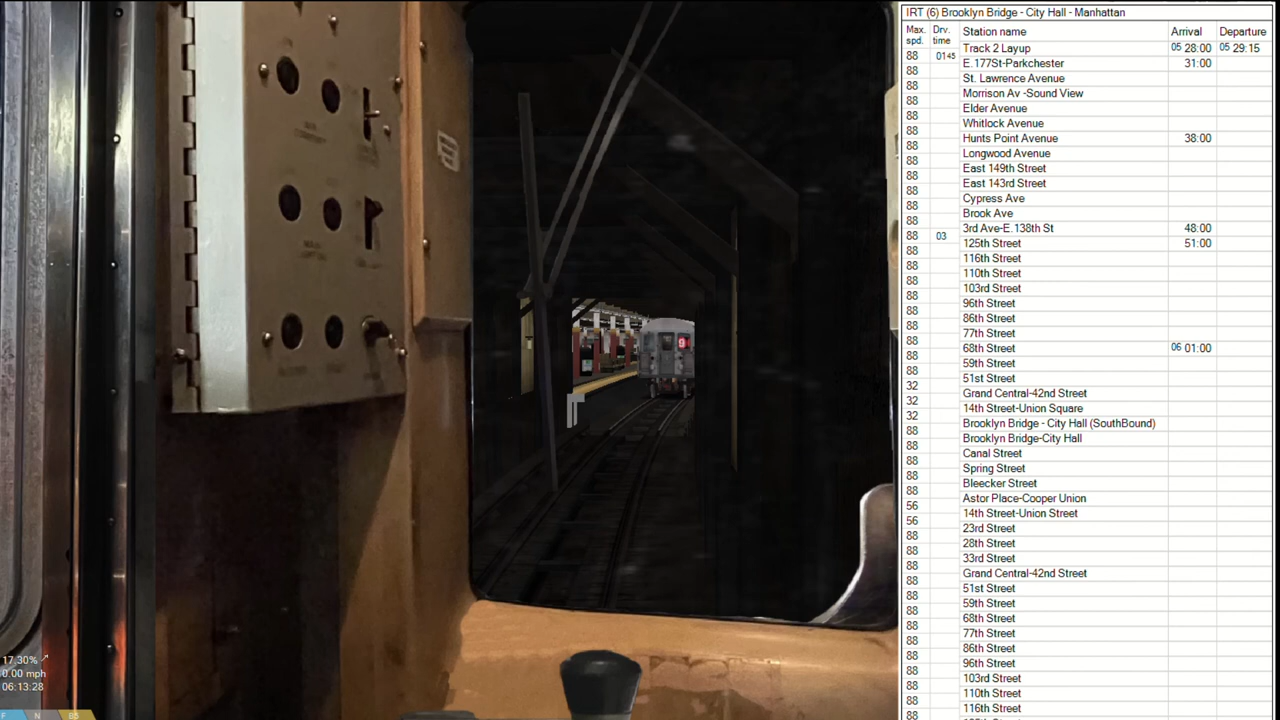 IRT (6) Brooklyn Bridge - City Hall - Manhattan
Max. spd. Drv. time Station name Arrival Departure
88 0145 Track 2 Layup 05 28:00 05 29:15
88 E.177St-Parkchester 31:00
88 St. Lawrence Avenue
88 Morrison Av -Sound View
88 Elder Avenue
88 Whitlock Avenue
88 Hunts Point Avenue 38:00
88 Longwood Avenue
88 East 149th Street
88 East 143rd Street
88 Cypress Ave
88 Brook Ave
88 03 3rd Ave-E.138th St 48:00
88 125th Street 51:00
88 116th Street
88 110th Street
88 103rd Street
88 96th Street
88 86th Street
88 77th Street
88 68th Street 06 01:00
88 59th Street
88 51st Street
32 Grand Central-42nd Street
32 14th Street-Union Square
32 Brooklyn Bridge - City Hall (SouthBound)
88 Brooklyn Bridge-City Hall
88 Canal Street
88 Spring Street
88 Bleecker Street
88 Astor Place-Cooper Union
56 14th Street-Union Street
56 23rd Street
88 28th Street
88 33rd Street
88 Grand Central-42nd Street
88 51st Street
88 59th Street
88 68th Street
88 77th Street
88 86th Street
88 96th Street
88 103rd Street
88 110th Street
88 116th Street
9
17.30%
0.00 mph
06:13:28
F N B5